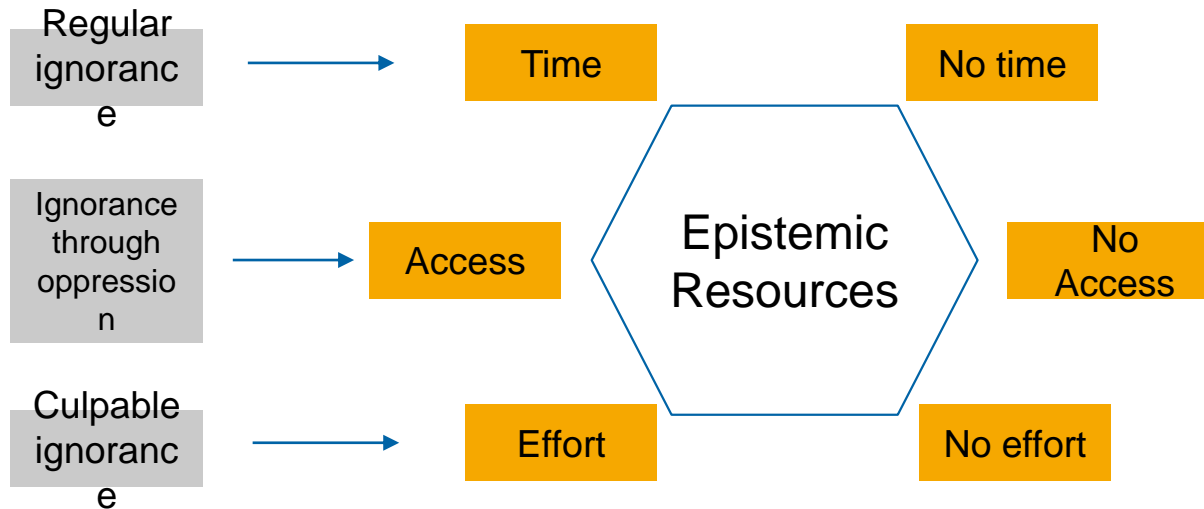 Regular
ignoranc
e
Time
No time
Ignorance
through
oppressio
n
Access
Epistemic
Resources
No
Access
Culpable
ignoranc
e
Effort
No effort